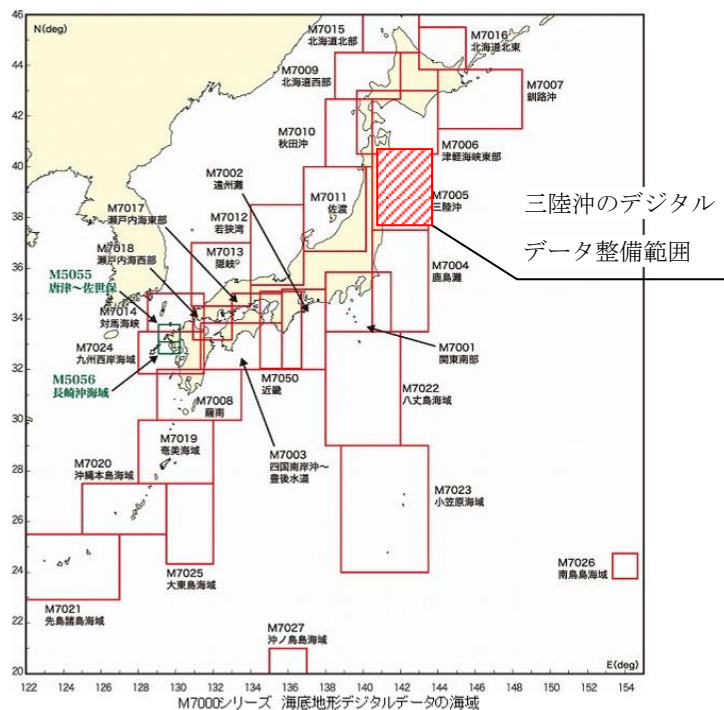 N(deg)
46
44
42
40
38
36
34
32
30
28
26
24
22
20
M7015
北海道北部
M7016
北海道北東
M7009
北海道西部
M7007
釧路沖
M7010
秋田沖
M7006
津軽海峡東部
M7002
遠州灘
M7011
佐渡
M7005
三陸沖
三陸沖のデジタル
データ整備範囲
M7017
瀬戸内海東部
M7012
若狭湾
M7018
瀬戸内海西部
M7013
隠岐
M7004
鹿島灘
M5055
唐津～佐世保
M7014
対馬海峡
M7024
九州西岸海域
M7001
関東南部
M5056
長崎沖海域
M7050
近畿
M7022
八丈島海域
M7008
薩南
M7019
奄美海域
M7003
四国南岸沖～
豊後水道
M7020
沖縄本島海域
M7023
小笠原海域
M7025
大東島海域
M7026
南鳥島海域
M7021
先島諸島海域
M7027
沖ノ鳥島海域
E(deg)
122 124 126 128 130 132 134 136 138 140 142 144 146 148 150 152 154
M7000シリーズ 海底地形デジタルデータの海域